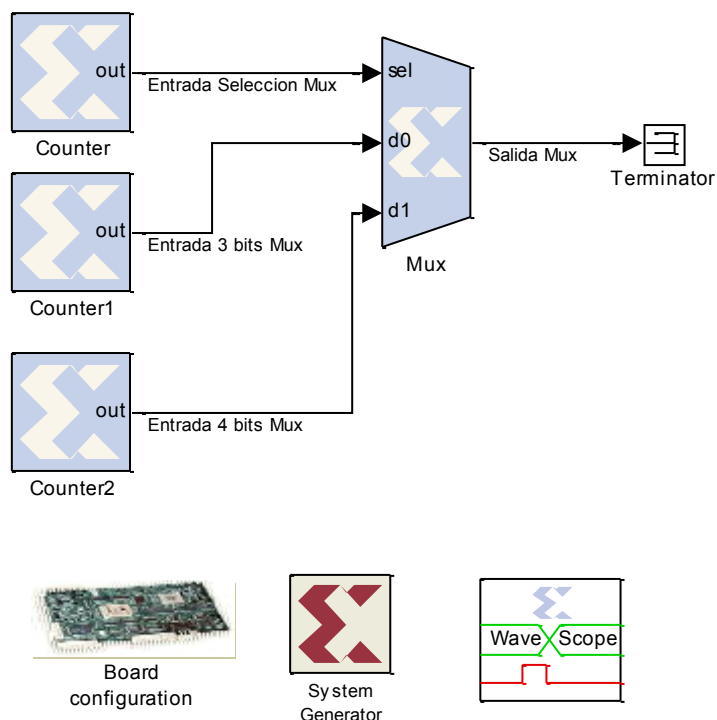 out
Entrada Seleccion Mux
Counter
sel
d0
d1
Mux
Salida Mux
Terminator
out
Entrada 3 bits Mux
Counter1
out
Entrada 4 bits Mux
Counter2
Board
configuration
System
Generator
Wave Scope